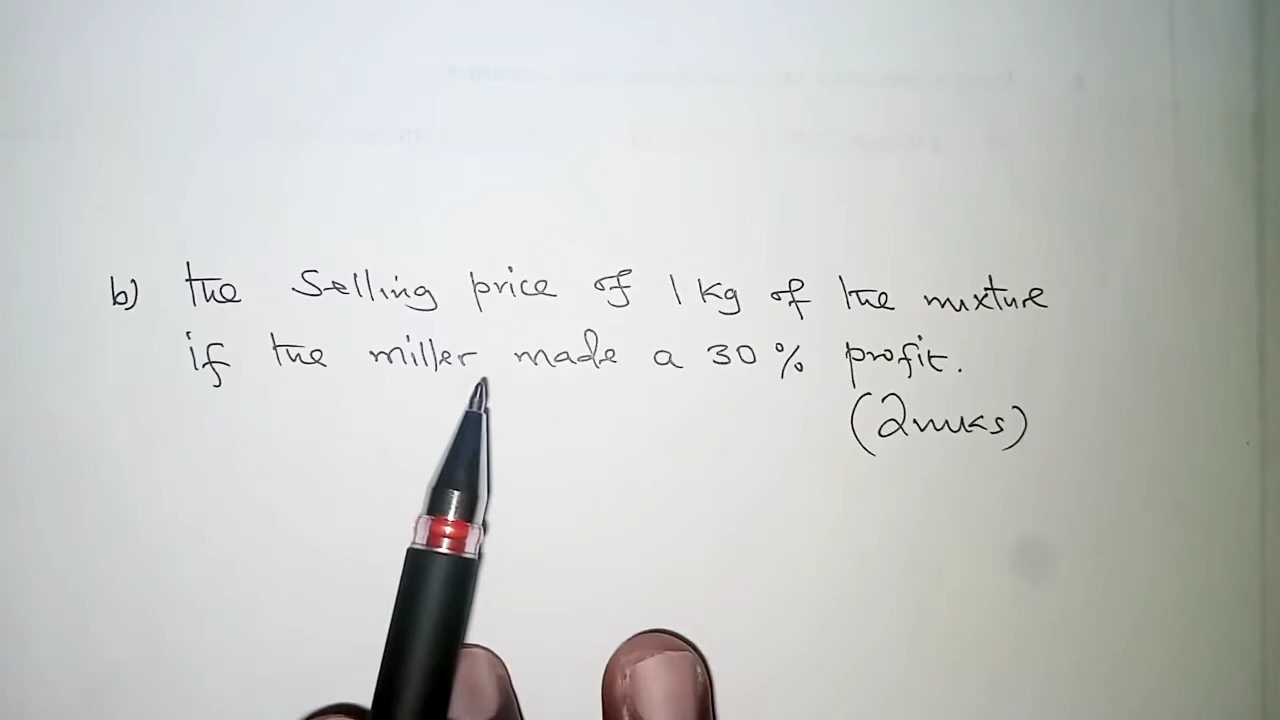 b) the Selling price of 1 kg of the mixture
if the miller made a 30% profit.
(2mks)